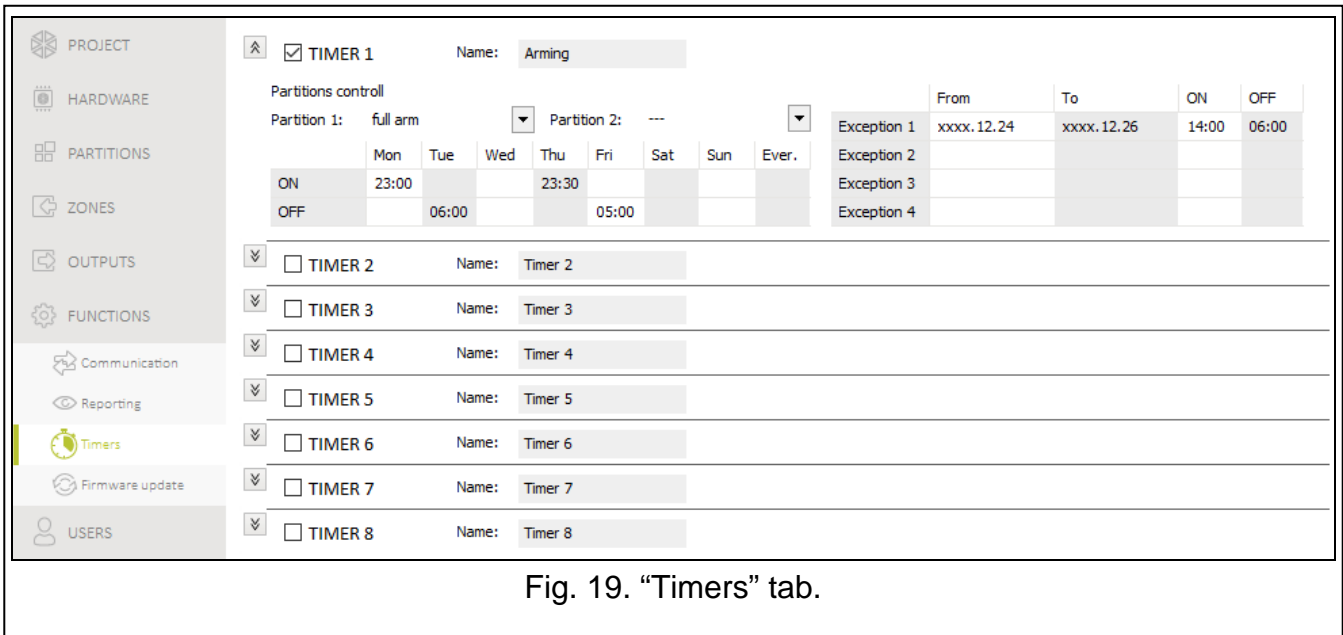 PROJECT
HARDWARE
PARTITIONS
ZONES
OUTPUTS
FUNCTIONS
Communication
Reporting
Timers
Firmware update
USERS
TIMER 1 Name: Arming
Partitions controll
Partition 1: full arm Partition 2: ---
Mon Tue Wed Thu Fri Sat Sun Ever.
ON 23:00 23:30
OFF 06:00 05:00
From To ON OFF
Exception 1 xxxx.12.24 xxxx.12.26 14:00 06:00
Exception 2
Exception 3
Exception 4
TIMER 2 Name: Timer 2
TIMER 3 Name: Timer 3
TIMER 4 Name: Timer 4
TIMER 5 Name: Timer 5
TIMER 6 Name: Timer 6
TIMER 7 Name: Timer 7
TIMER 8 Name: Timer 8
Fig. 19. “Timers” tab.